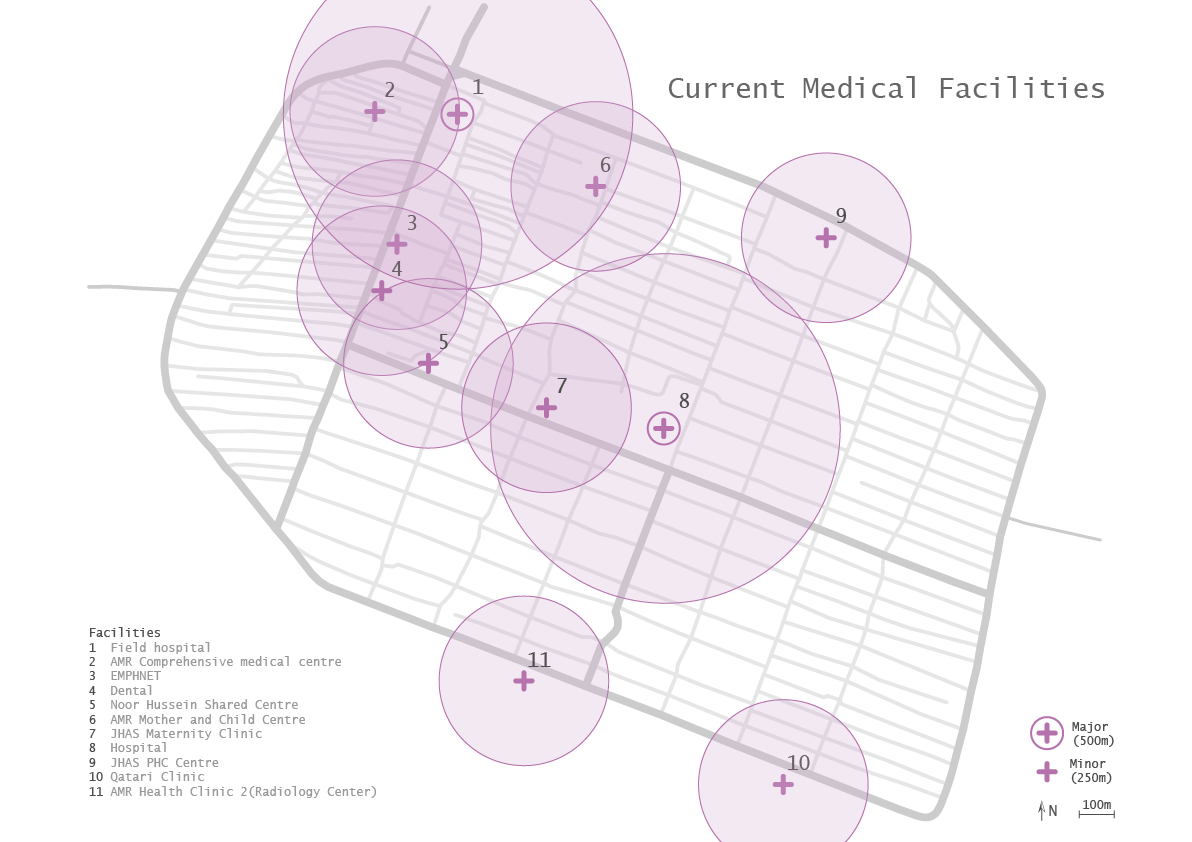 Current Medical Facilities
1
2
6
9
3
4
5
7
8
11
10
Facilities
1 Field hospital
2 AMR Comprehensive medical centre
3 EMPHNET
4 Dental
5 Noor Hussein Shared Centre
6 AMR Mother and Child Centre
7 JHAS Maternity Clinic
8 Hospital
9 JHAS PHC Centre
10 Qatari Clinic
11 AMR Health Clinic 2(Radiology Center)
Major
(500m)
Minor
(250m)
N 100m